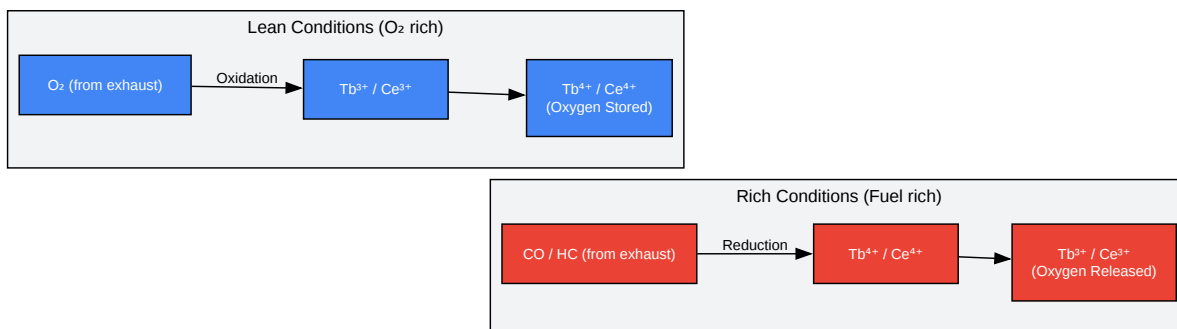 Lean Conditions (O₂ rich)
O₂ (from exhaust)
Oxidation
Tb³⁺ / Ce³⁺
Tb⁴⁺ / Ce⁴⁺
(Oxygen Stored)
Rich Conditions (Fuel rich)
CO / HC (from exhaust)
Reduction
Tb⁴⁺ / Ce⁴⁺
Tb³⁺ / Ce³⁺
(Oxygen Released)